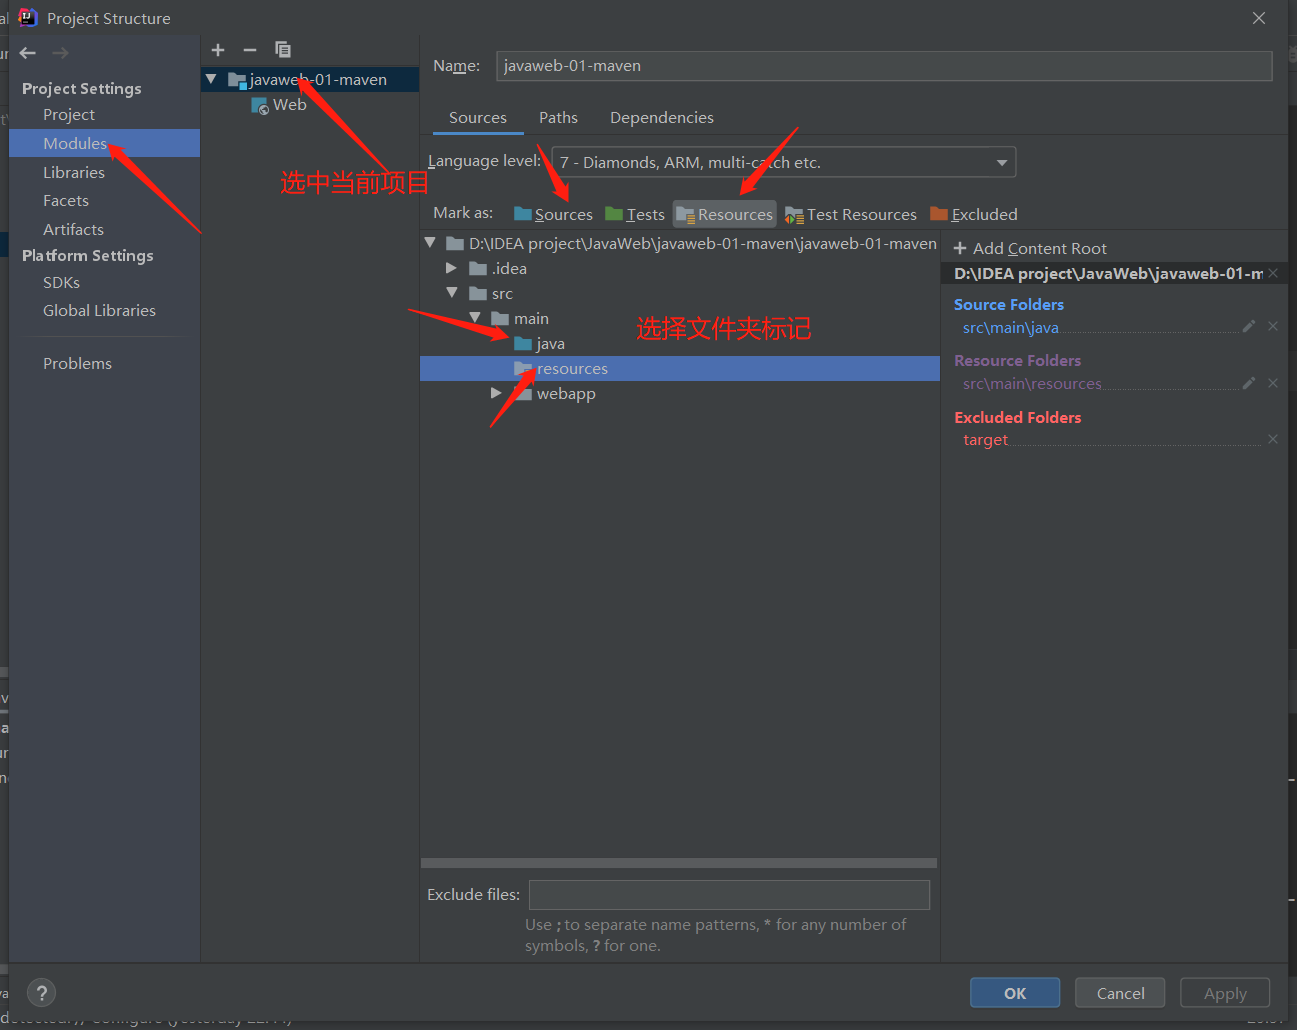 Project Structure
Project Settings
Project
Modules
Libraries
Facets
Artifacts
Platform Settings
SDKs
Global Libraries
Problems
javaweb-01-maven
Web
选中当前项目
Name: javaweb-01-maven
Sources Paths Dependencies
Language level: 7 - Diamonds, ARM, multi-catch etc.
Mark as: Sources Tests Resources Test Resources Excluded
D:\IDEA project\JavaWeb\javaweb-01-maven\javaweb-01-maven
.idea
src
main
java
resources
webapp
选择文件夹标记
+ Add Content Root
D:\IDEA project\JavaWeb\javaweb-01-m
Source Folders
src\main\java
Resource Folders
src\main\resources
Excluded Folders
target
Exclude files:
Use ; to separate name patterns, * for any number of
symbols, ? for one.
? OK Cancel Apply